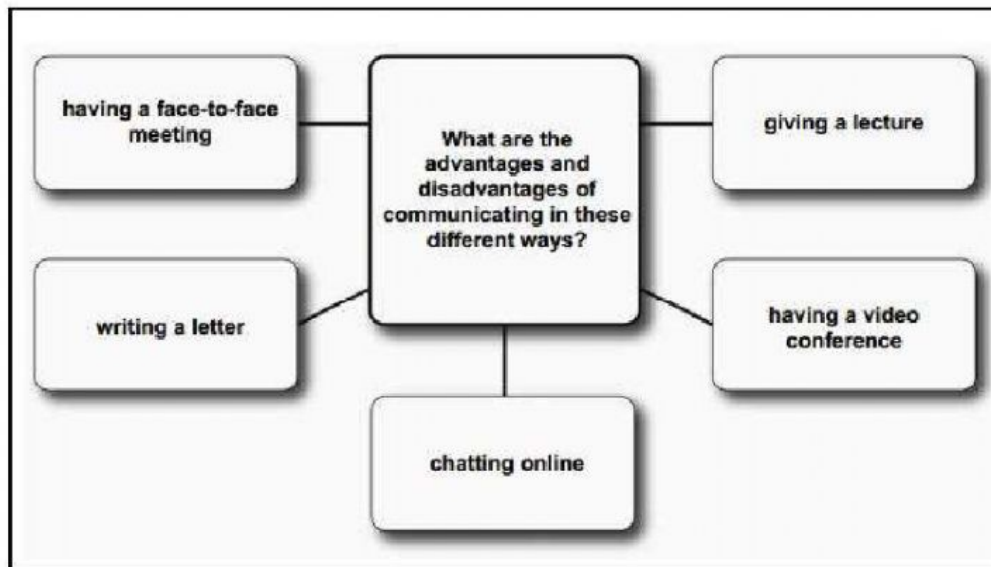 having a face-to-face
meeting
What are the
advantages and
disadvantages of
communicating in these
different ways?
giving a lecture
writing a letter
having a video
conference
chatting online